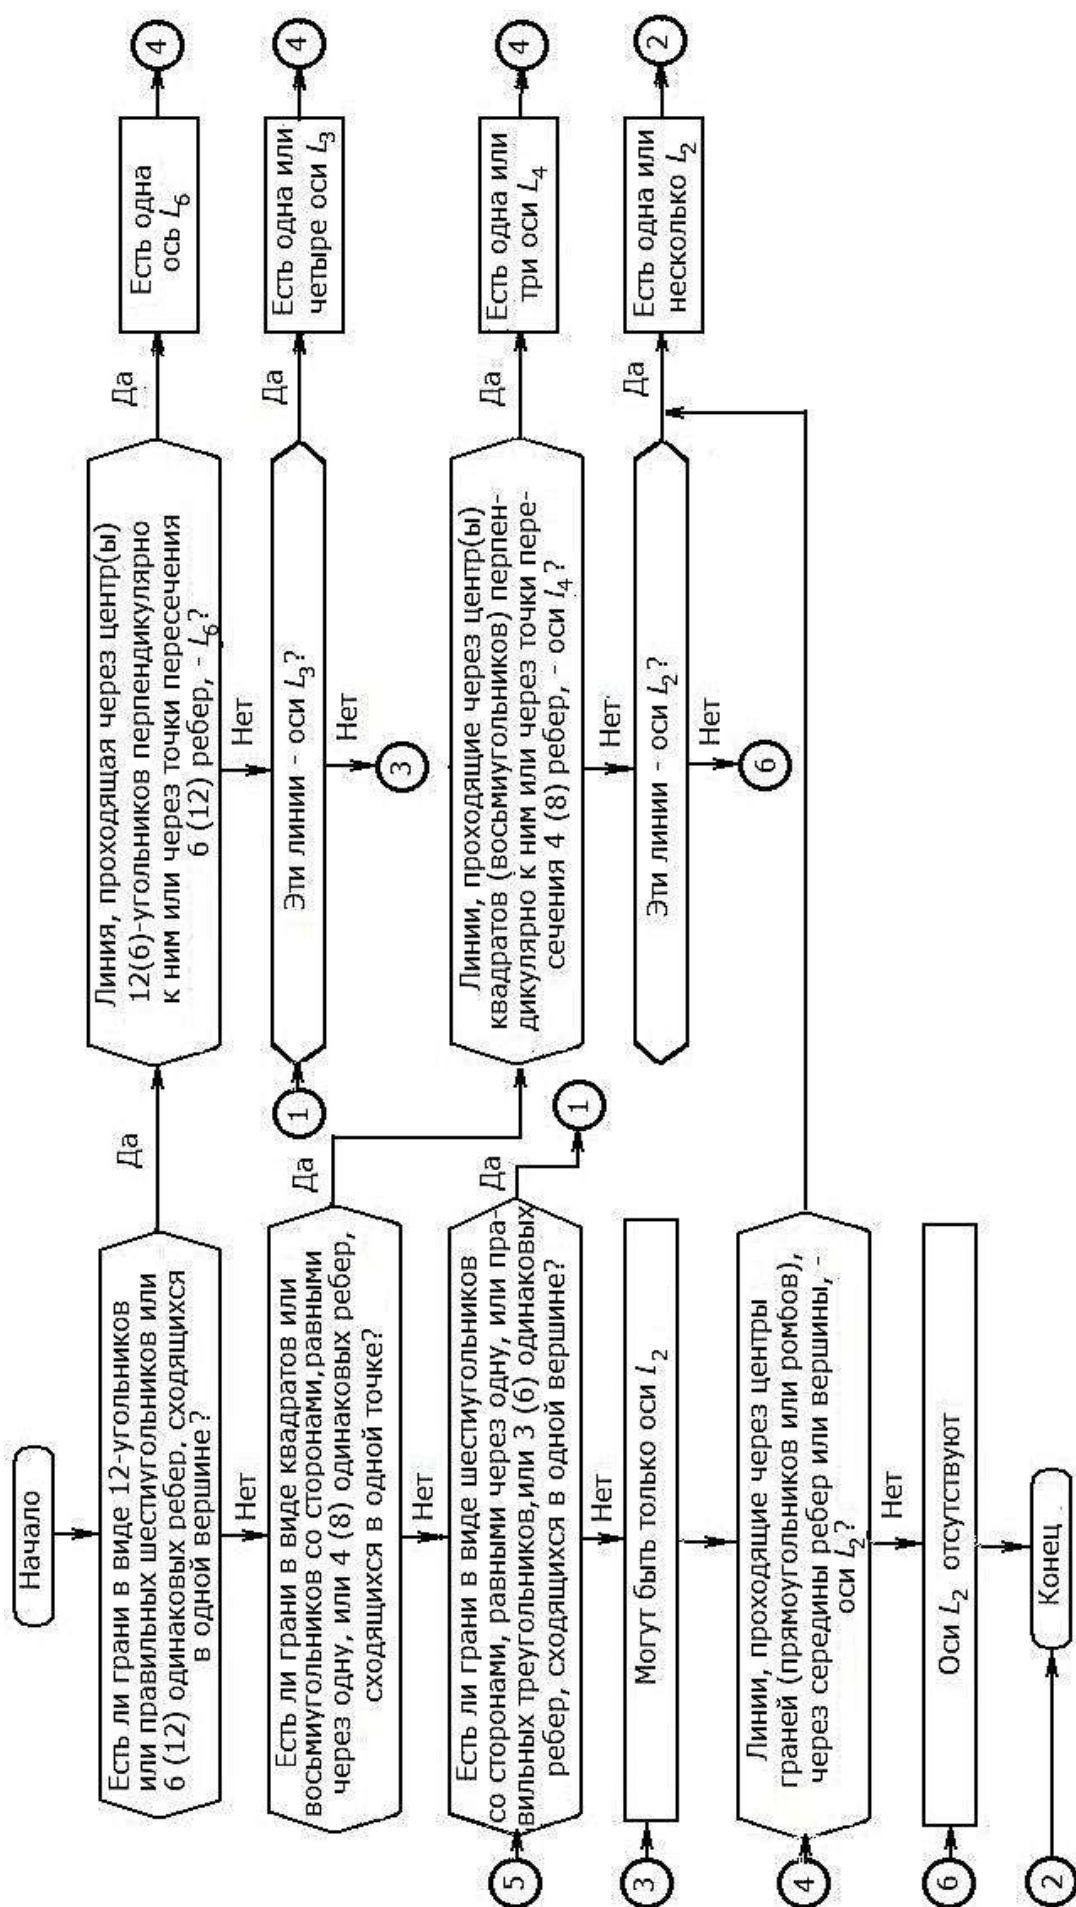 Начало
Есть ли грани в виде 12-угольников
или правильных шестиугольников или
6 (12) одинаковых ребер, сходящихся
в одной вершине?
Да
Линия, проходящая через центр(ы)
12(6)-угольников перпендикулярно
к ним или через точки пересечения
6 (12) ребер, - L₆?
Да
Есть одна
ось L₆
4
Нет
Нет
Есть ли грани в виде квадратов или
восьмиугольников со сторонами,равными
через одну, или 4 (8) одинаковых ребер,
сходящихся в одной точке?
Да
1
Эти линии - оси L₃?
Да
Есть одна или
четыре оси L₃
4
Нет
Нет
3
5
Есть ли грани в виде шестиугольников
со сторонами, равными через одну, или пра-
вильных треугольников,или 3 (6) одинаковых
ребер, сходящихся в одной вершине?
Да
1
Линии, проходящие через центр(ы)
квадратов (восьмиугольников) перпен-
дикулярно к ним или через точки пере-
сечения 4 (8) ребер, - оси L₄?
Да
Есть одна или
три оси L₄
4
Нет
Нет
3
Могут быть только оси L₂
Эти линии - оси L₂?
Да
Есть одна или
несколько L₂
2
Нет
6
4
Линии, проходящие через центры
граней (прямоугольников или ромбов),
через середины ребер или вершины, -
оси L₂?
Нет
6
Оси L₂ отсутствуют
2
Конец